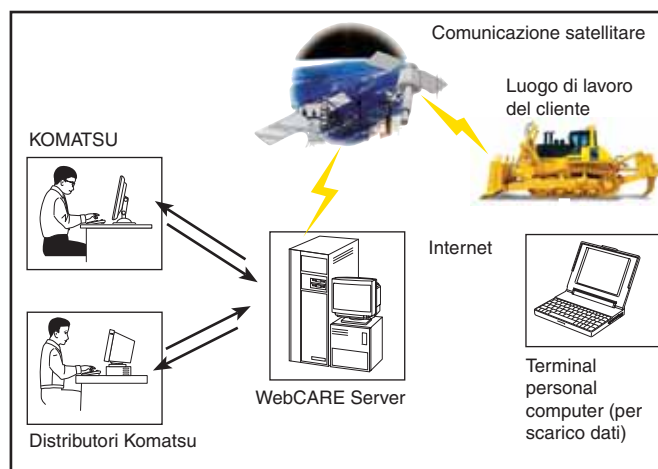 Comunicazione satellitare
Luogo di lavoro
del cliente
KOMATSU
Internet
WebCARE Server
Distributori Komatsu
Terminal
personal
computer (per
scarico dati)